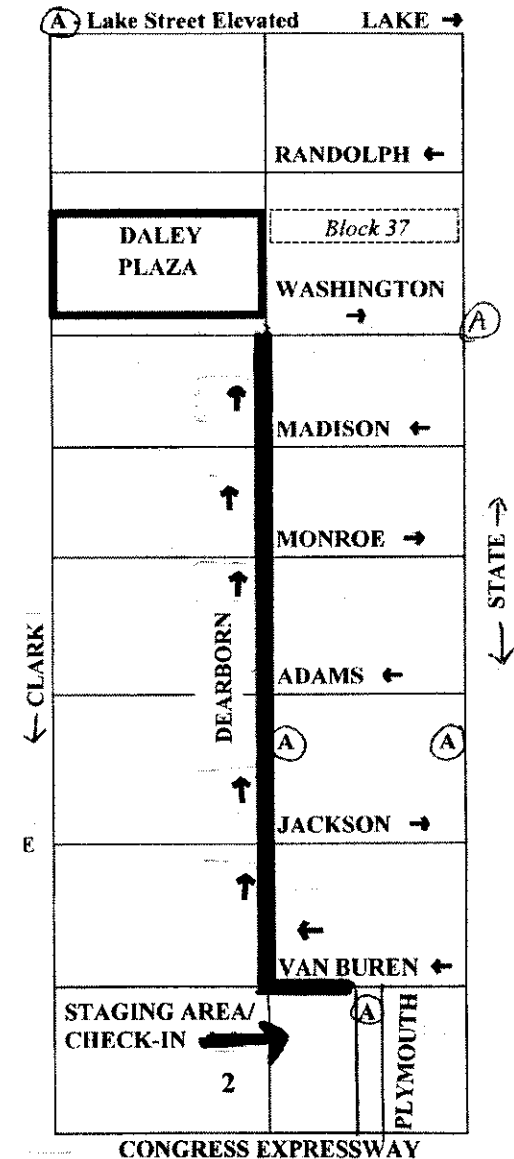 A Lake Street Elevated LAKE →
RANDOLPH ←
DALEY
PLAZA
Block 37
WASHINGTON
→
A
↑
MADISON ←
↑
MONROE →
↑
← STATE →
← CLARK
DEARBORN
ADAMS ←
A
A
↑
JACKSON →
E
↑
←
VAN BUREN ←
STAGING AREA/
CHECK-IN →
A
PLYMOUTH
2
CONGRESS EXPRESSWAY